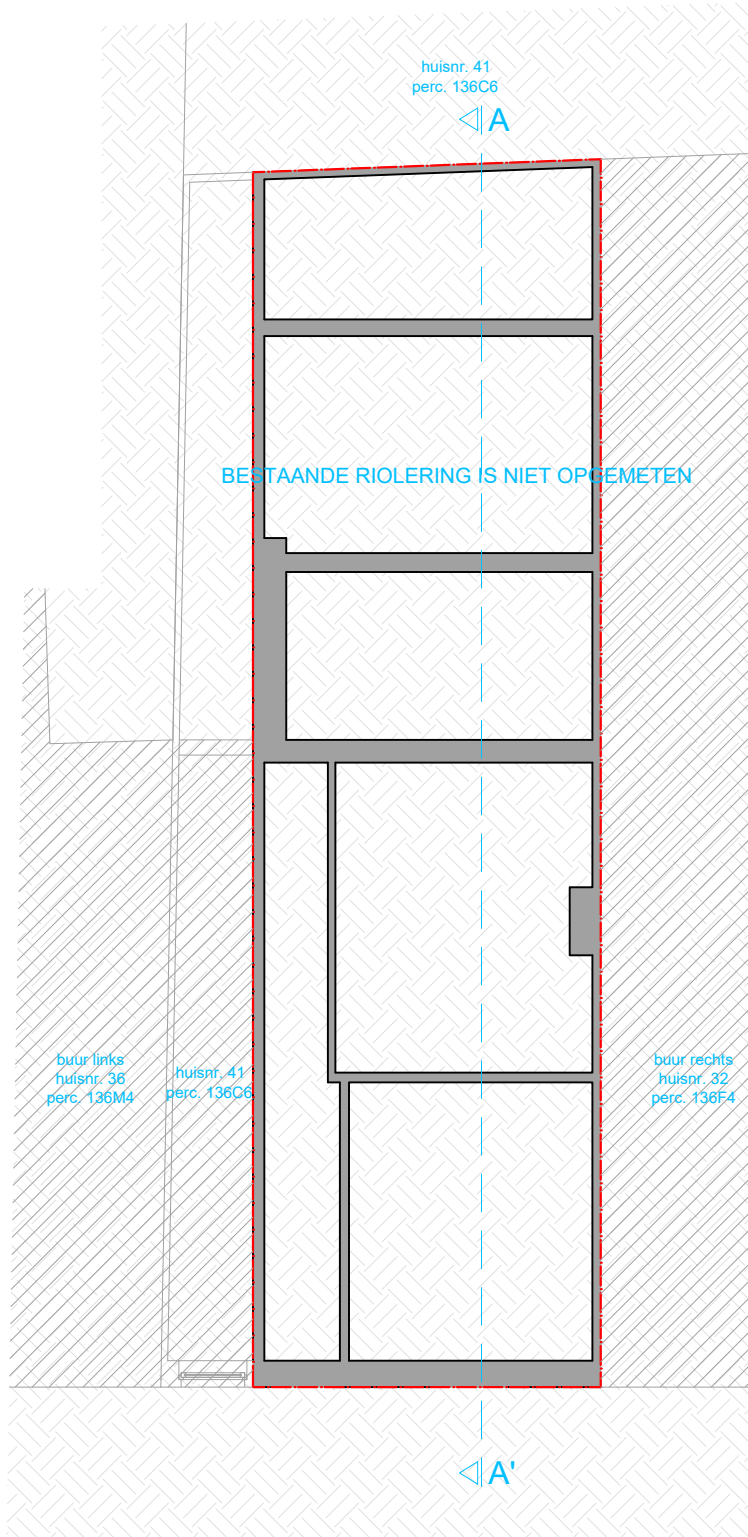 huisnr. 41
perc. 136C6
A
BESTAANDE RIOLERING IS NIET OPGEMETEN
buur links
huisnr. 36
perc. 136M4
huisnr. 41
perc. 136C6
buur rechts
huisnr. 32
perc. 136F4
A'